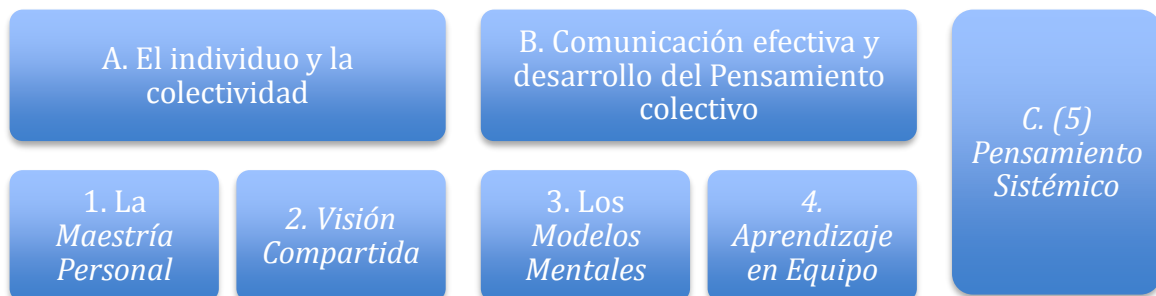 A. El individuo y la
colectividad
B. Comunicación efectiva y
desarrollo del Pensamiento
colectivo
C. (5)
Pensamiento
Sistémico
1. La
Maestría
Personal
2. Visión
Compartida
3. Los
Modelos
Mentales
4.
Aprendizaje
en Equipo